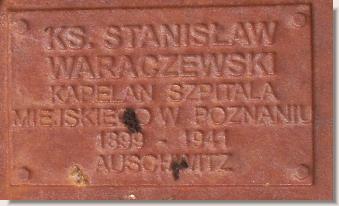 KS. STANISŁAW
WARACZEWSKI
KAPELAN SZPITALA
MIEJSKIEGO W POZNANIU
1899 - 1941
AUSCHWITZ